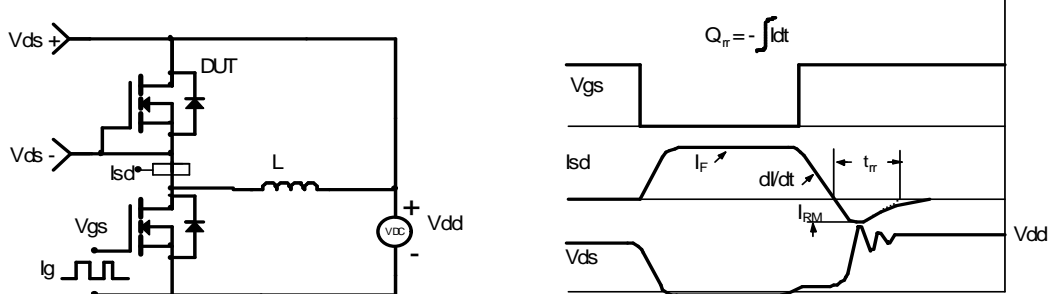 Vds +
DUT
Vds -
Isd
L
Vgs
Ig
VDC
+
-
Vdd
Qrr = - ∫ Idt
Vgs
Isd
IF
dI/dt
trr
IRM
Vdd
Vds